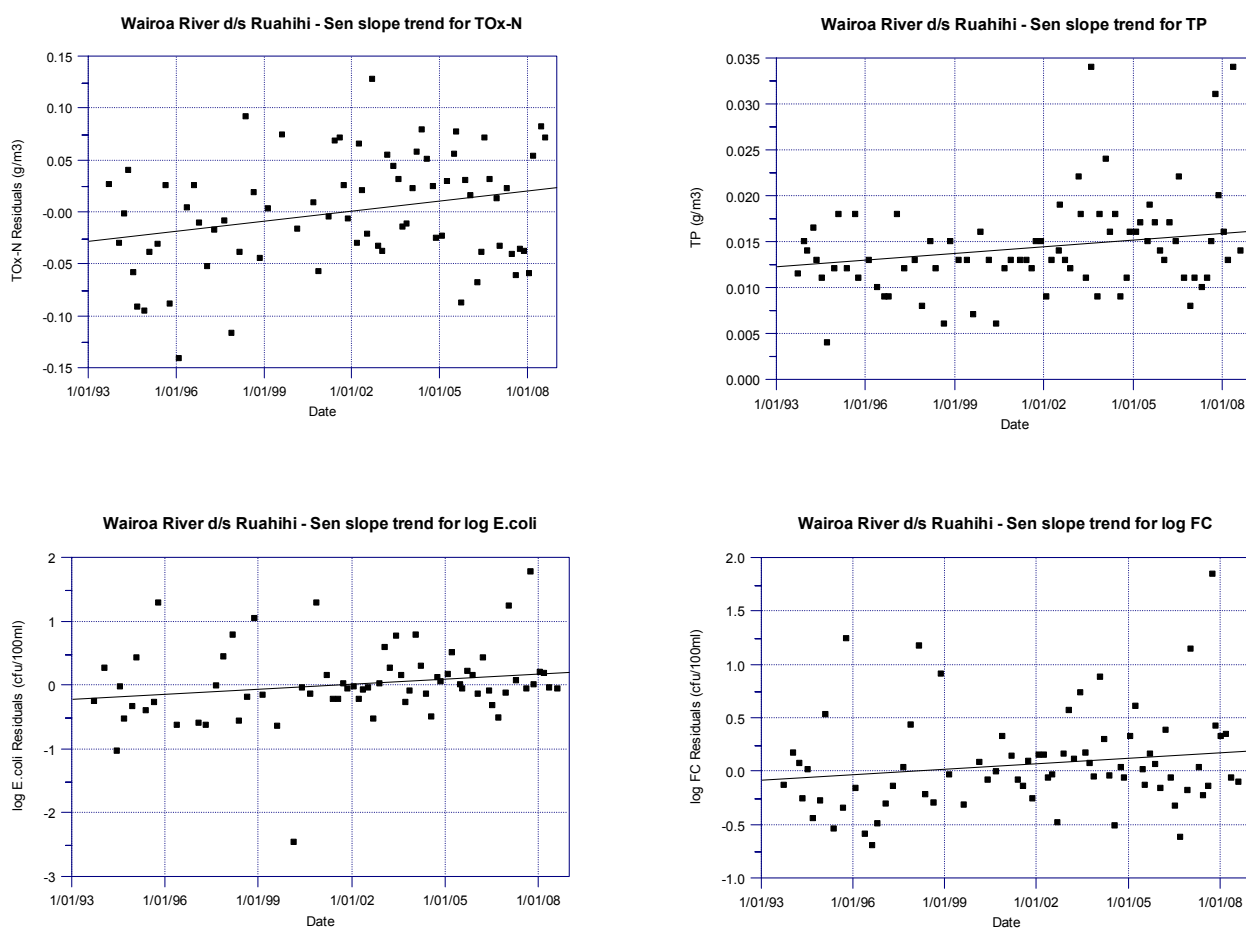 Wairoa River d/s Ruahihi - Sen slope trend for TOx-N
0.15
0.10
0.05
-0.00
-0.05
-0.10
-0.15
TOx-N Residuals (g/m3)
1/01/93 1/01/96 1/01/99 1/01/02 1/01/05 1/01/08
Date
Wairoa River d/s Ruahihi - Sen slope trend for TP
0.035
0.030
0.025
0.020
0.015
0.010
0.005
0.000
TP (g/m3)
1/01/93 1/01/96 1/01/99 1/01/02 1/01/05 1/01/08
Date
Wairoa River d/s Ruahihi - Sen slope trend for log E.coli
2
1
0
-1
-2
-3
log E.coli Residuals (cfu/100ml)
1/01/93 1/01/96 1/01/99 1/01/02 1/01/05 1/01/08
Date
Wairoa River d/s Ruahihi - Sen slope trend for log FC
2.0
1.5
1.0
0.5
0.0
-0.5
-1.0
log FC Residuals (cfu/100ml)
1/01/93 1/01/96 1/01/99 1/01/02 1/01/05 1/01/08
Date